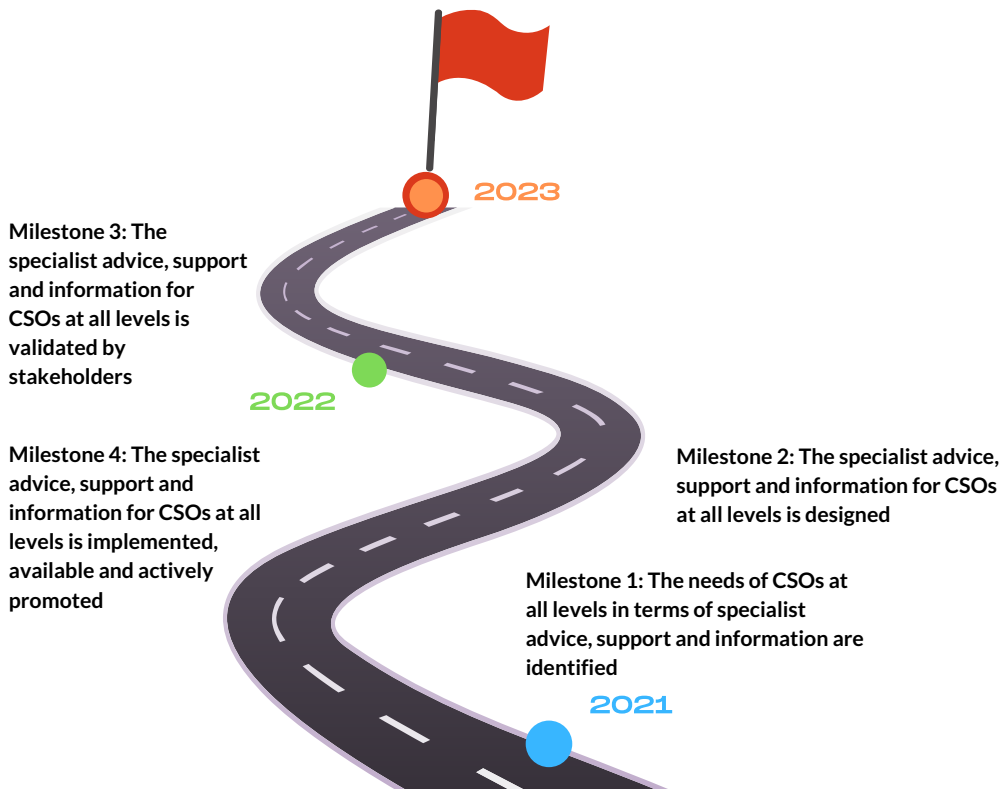 2023
Milestone 3: The
specialist advice, support
and information for
CSOs at all levels is
validated by
stakeholders
2022
Milestone 4: The specialist
advice, support and
information for CSOs at all
levels is implemented,
available and actively
promoted
Milestone 2: The specialist advice,
support and information for CSOs
at all levels is designed
Milestone 1: The needs of CSOs at
all levels in terms of specialist
advice, support and information are
identified
2021